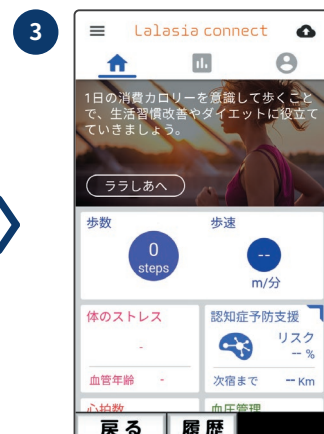 3
Lalasia connect
1日の消費カロリーを意識して歩くこと
で、生活習慣改善やダイエットに役立て
ていきましょう。
ララしあへ
歩数
歩速
0
steps
--
m/分
体のストレス
-
血管年齢 -
認知症予防支援
リスク
-- %
次宿まで -- Km
心拍数
血圧管理
戻る
履歴